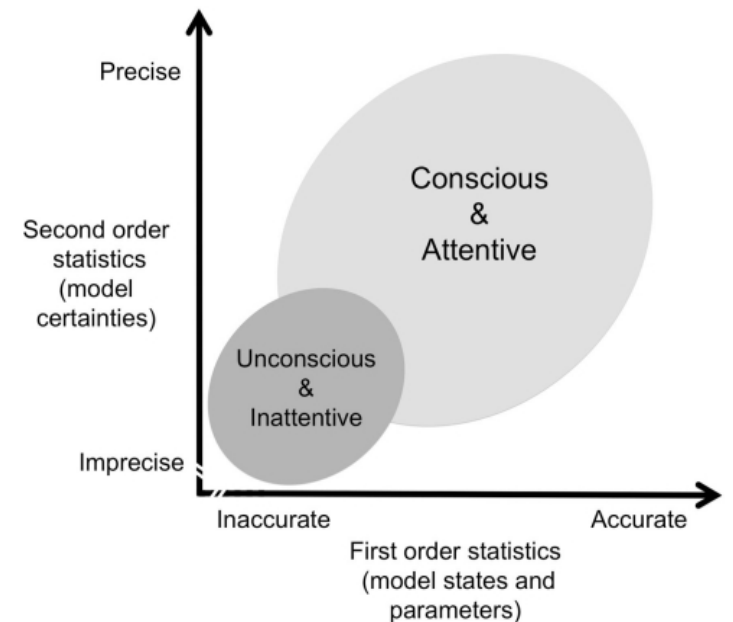 Precise
Conscious
&
Attentive
Second order
statistics
(model
certainties)
Unconscious
&
Inattentive
Imprecise
Inaccurate
Accurate
First order statistics
(model states and
parameters)